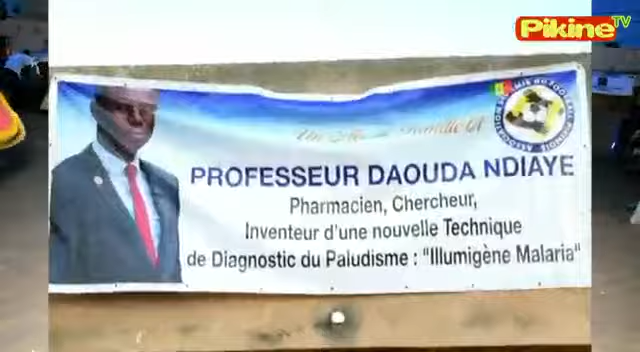 Pikine TV
PROFESSEUR DAOUDA NDIAYE
Pharmacien, Chercheur,
Inventeur d'une nouvelle Technique
de Diagnostic du Paludisme : "Illumigène Malaria"